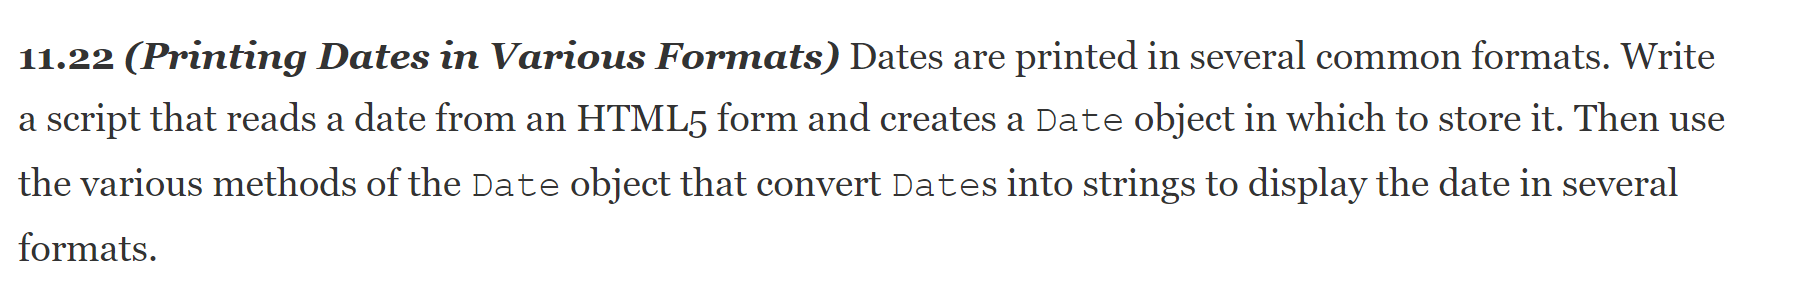 11.22 (Printing Dates in Various Formats) Dates are printed in several common formats. Write
a script that reads a date from an HTML5 form and creates a Date object in which to store it. Then use
the various methods of the Date object that convert Dates into strings to display the date in several
formats.